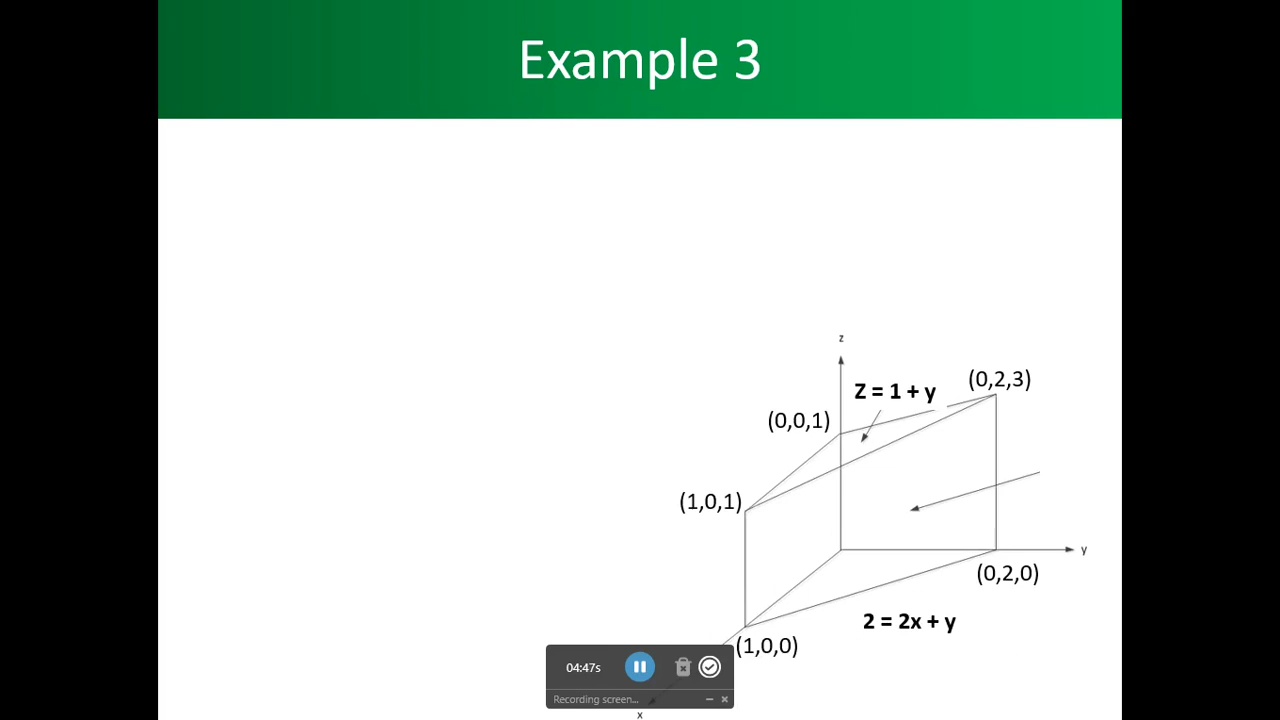 Example 3
z
(0,2,3)
Z = 1 + y
(0,0,1)
(1,0,1)
y
(0,2,0)
2 = 2x + y
(1,0,0)
04:47s
Recording screen...
x